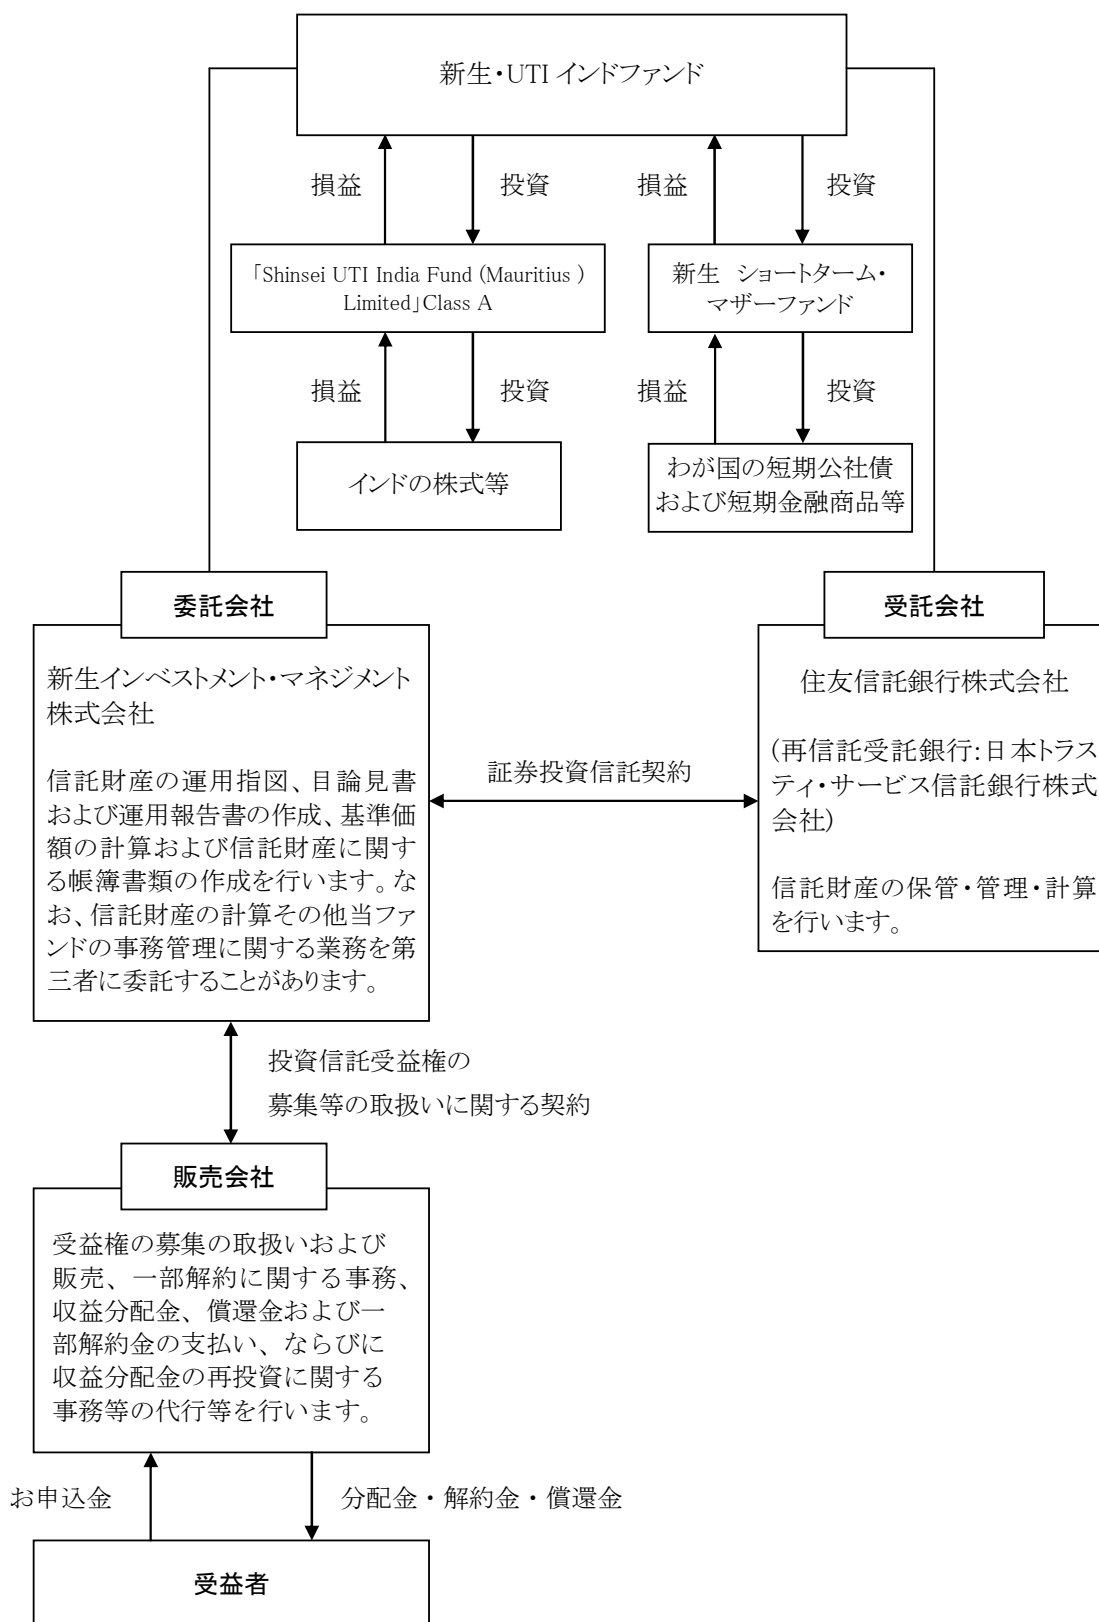 新生・UTI インドファンド
損益
投資
損益
投資
「Shinsei UTI India Fund (Mauritius )
Limited」Class A
新生　ショートターム・
マザーファンド
損益
投資
損益
投資
インドの株式等
わが国の短期公社債
および短期金融商品等
委託会社
新生インベストメント・マネジメント
株式会社
信託財産の運用指図、目論見書
および運用報告書の作成、基準価
額の計算および信託財産に関す
る帳簿書類の作成を行います。な
お、信託財産の計算その他当ファ
ンドの事務管理に関する業務を第
三者に委託することがあります。
証券投資信託契約
受託会社
住友信託銀行株式会社
(再信託受託銀行:日本トラス
ティ・サービス信託銀行株式
会社)
信託財産の保管・管理・計算
を行います。
投資信託受益権の
募集等の取扱いに関する契約
販売会社
受益権の募集の取扱いおよび
販売、一部解約に関する事務、
収益分配金、償還金および一
部解約金の支払い、ならびに
収益分配金の再投資に関する
事務等の代行等を行います。
お申込金
分配金・解約金・償還金
受益者